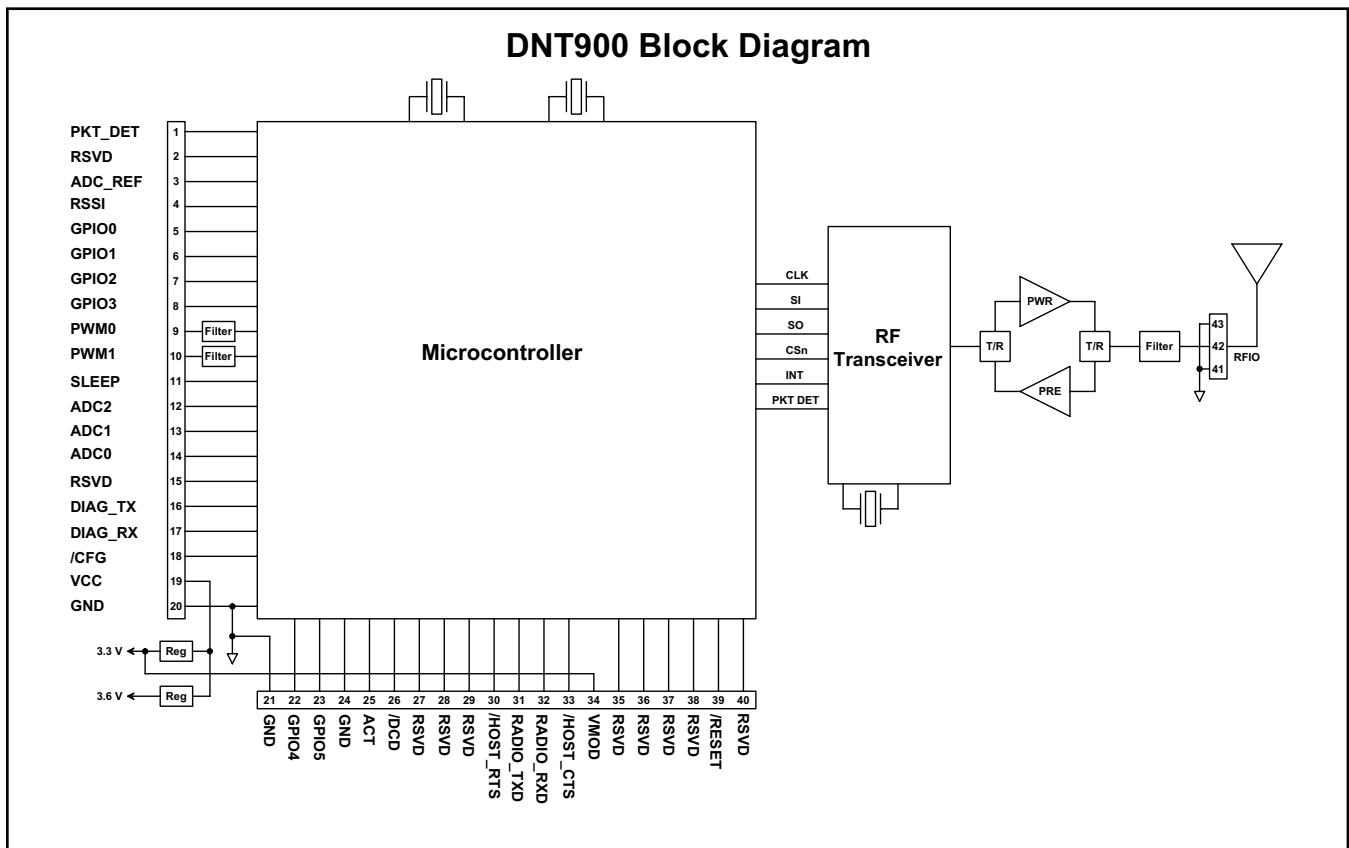 DNT900 Block Diagram
PKT_DET 1
RSVD 2
ADC_REF 3
RSSI 4
GPIO0 5
GPIO1 6
GPIO2 7
GPIO3 8
PWM0 9 Filter
PWM1 10 Filter
SLEEP 11
ADC2 12
ADC1 13
ADC0 14
RSVD 15
DIAG_TX 16
DIAG_RX 17
/CFG 18
VCC 19
GND 20
Microcontroller
CLK
SI
SO
CSn
INT
PKT DET
RF
Transceiver
T/R
PWR
PRE
T/R
Filter
43
42
41
RFIO
3.3 V Reg
3.6 V Reg
21 GND
22 GPIO4
23 GPIO5
24 GND
25 ACT
26 /DCD
27 RSVD
28 RSVD
29 RSVD
30 /HOST_RTS
31 RADIO_TXD
32 RADIO_RXD
33 /HOST_CTS
34 VMOD
35 RSVD
36 RSVD
37 RSVD
38 RSVD
39 /RESET
40 RSVD